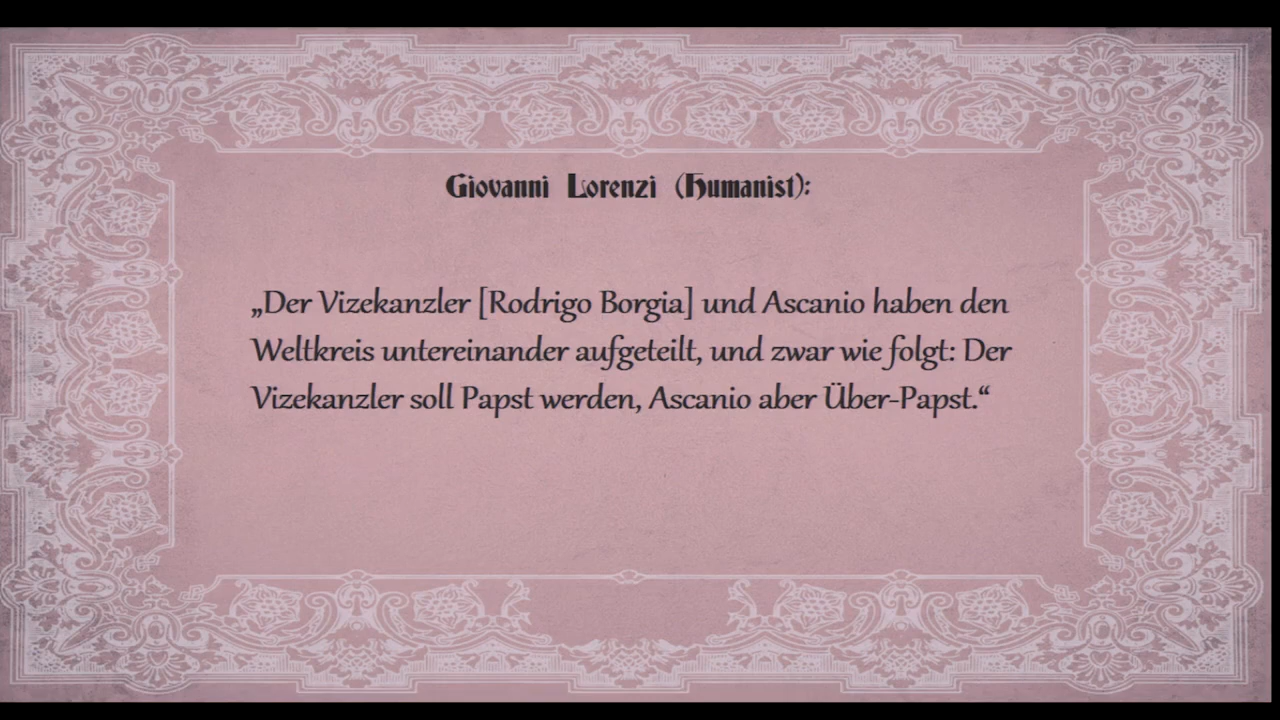 Giovanni Lorenzi (Humanist):
„Der Vizekanzler [Rodrigo Borgia] und Ascanio haben den
Weltkreis untereinander aufgeteilt, und zwar wie folgt: Der
Vizekanzler soll Papst werden, Ascanio aber Über-Papst.“